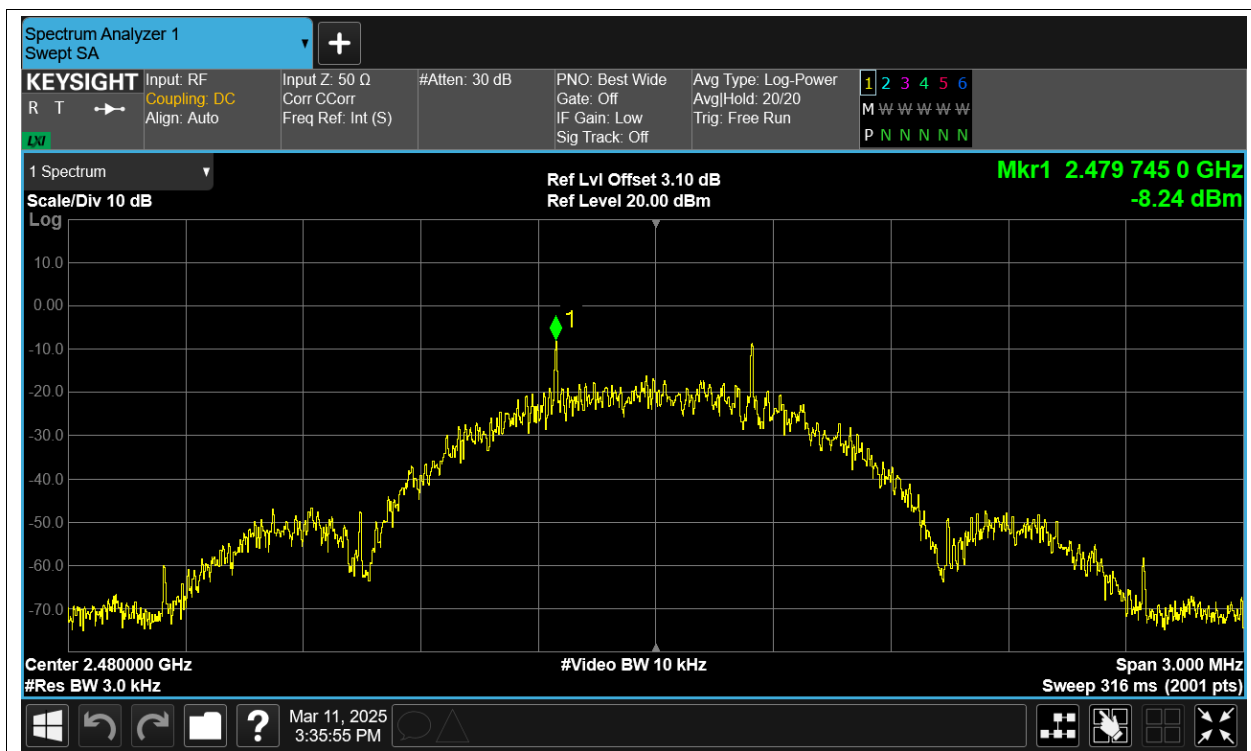 Spectrum Analyzer 1
Swept SA
KEYSIGHT
R T
LXI
Input: RF
Coupling: DC
Align: Auto
Input Z: 50 Ω
Corr CCorr
Freq Ref: Int (S)
#Atten: 30 dB
PNO: Best Wide
Gate: Off
IF Gain: Low
Sig Track: Off
Avg Type: Log-Power
Avg|Hold: 20/20
Trig: Free Run
1 2 3 4 5 6
M W W W W W
P N N N N N
1 Spectrum
Scale/Div 10 dB
Ref Lvl Offset 3.10 dB
Ref Level 20.00 dBm
Mkr1 2.479 745 0 GHz
-8.24 dBm
Log
10.0
0.00
-10.0
-20.0
-30.0
-40.0
-50.0
-60.0
-70.0
1
Center 2.480000 GHz
#Res BW 3.0 kHz
#Video BW 10 kHz
Span 3.000 MHz
Sweep 316 ms (2001 pts)
?
Mar 11, 2025
3:35:55 PM